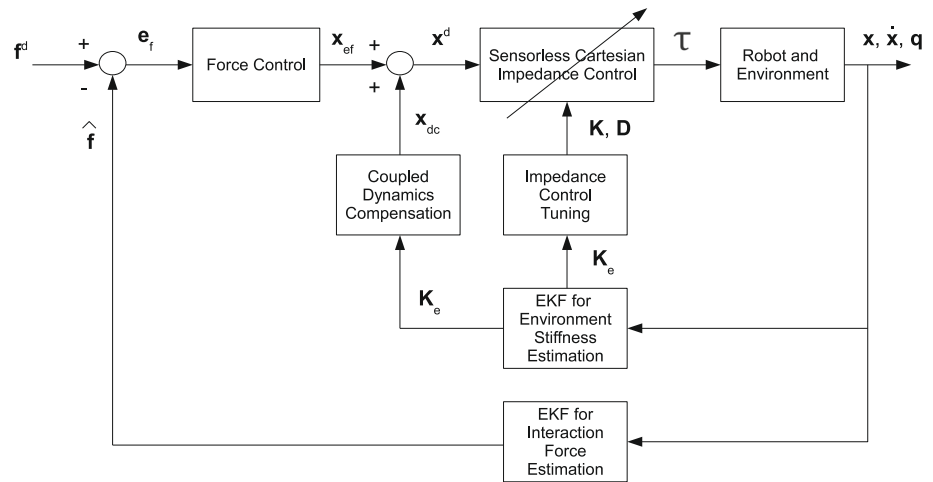 f^d
+
-
e_f
Force Control
x_ef
+
+
x^d
Sensorless Cartesian
Impedance Control
τ
Robot and
Environment
x, ẋ, q
f̂
x_dc
K, D
Coupled
Dynamics
Compensation
Impedance
Control
Tuning
K_e
K_e
EKF for
Environment
Stiffness
Estimation
EKF for
Interaction
Force
Estimation